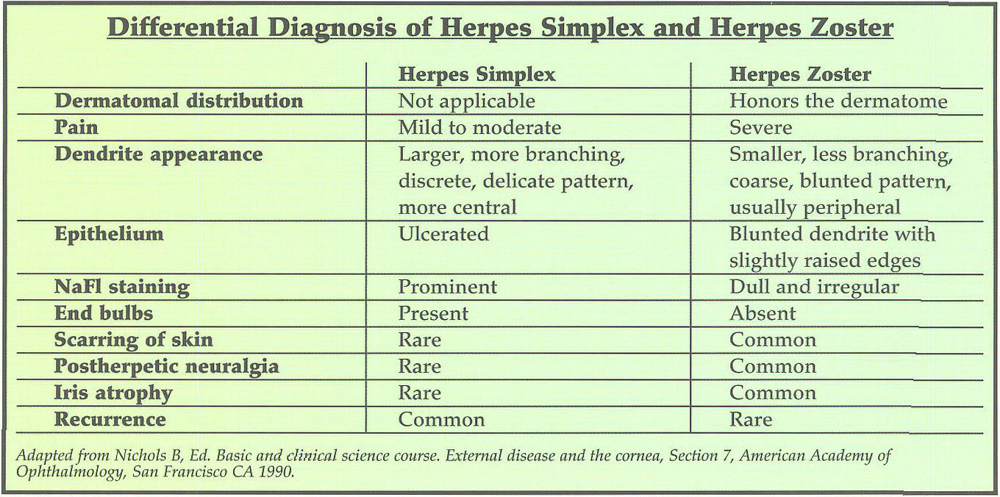 Differential Diagnosis of Herpes Simplex and Herpes Zoster
Herpes Simplex Herpes Zoster
Dermatomal distribution Not applicable Honors the dermatome
Pain Mild to moderate Severe
Dendrite appearance Larger, more branching, Smaller, less branching,
discrete, delicate pattern, coarse, blunted pattern,
more central usually peripheral
Epithelium Ulcerated Blunted dendrite with
slightly raised edges
NaFl staining Prominent Dull and irregular
End bulbs Present Absent
Scarring of skin Rare Common
Postherpetic neuralgia Rare Common
Iris atrophy Rare Common
Recurrence Common Rare
Adapted from Nichols B, Ed. Basic and clinical science course. External disease and the cornea, Section 7, American Academy of
Ophthalmology, San Francisco CA 1990.